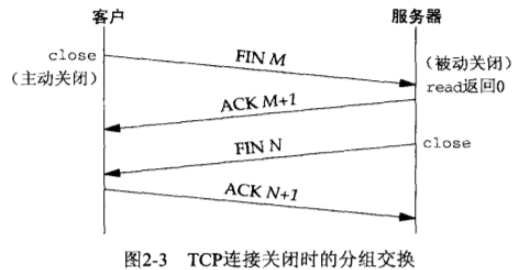 客户
服务器
close
(主动关闭)
FIN M
(被动关闭)
read返回0
ACK M+1
FIN N
close
ACK N+1
图2-3 TCP连接关闭时的分组交换